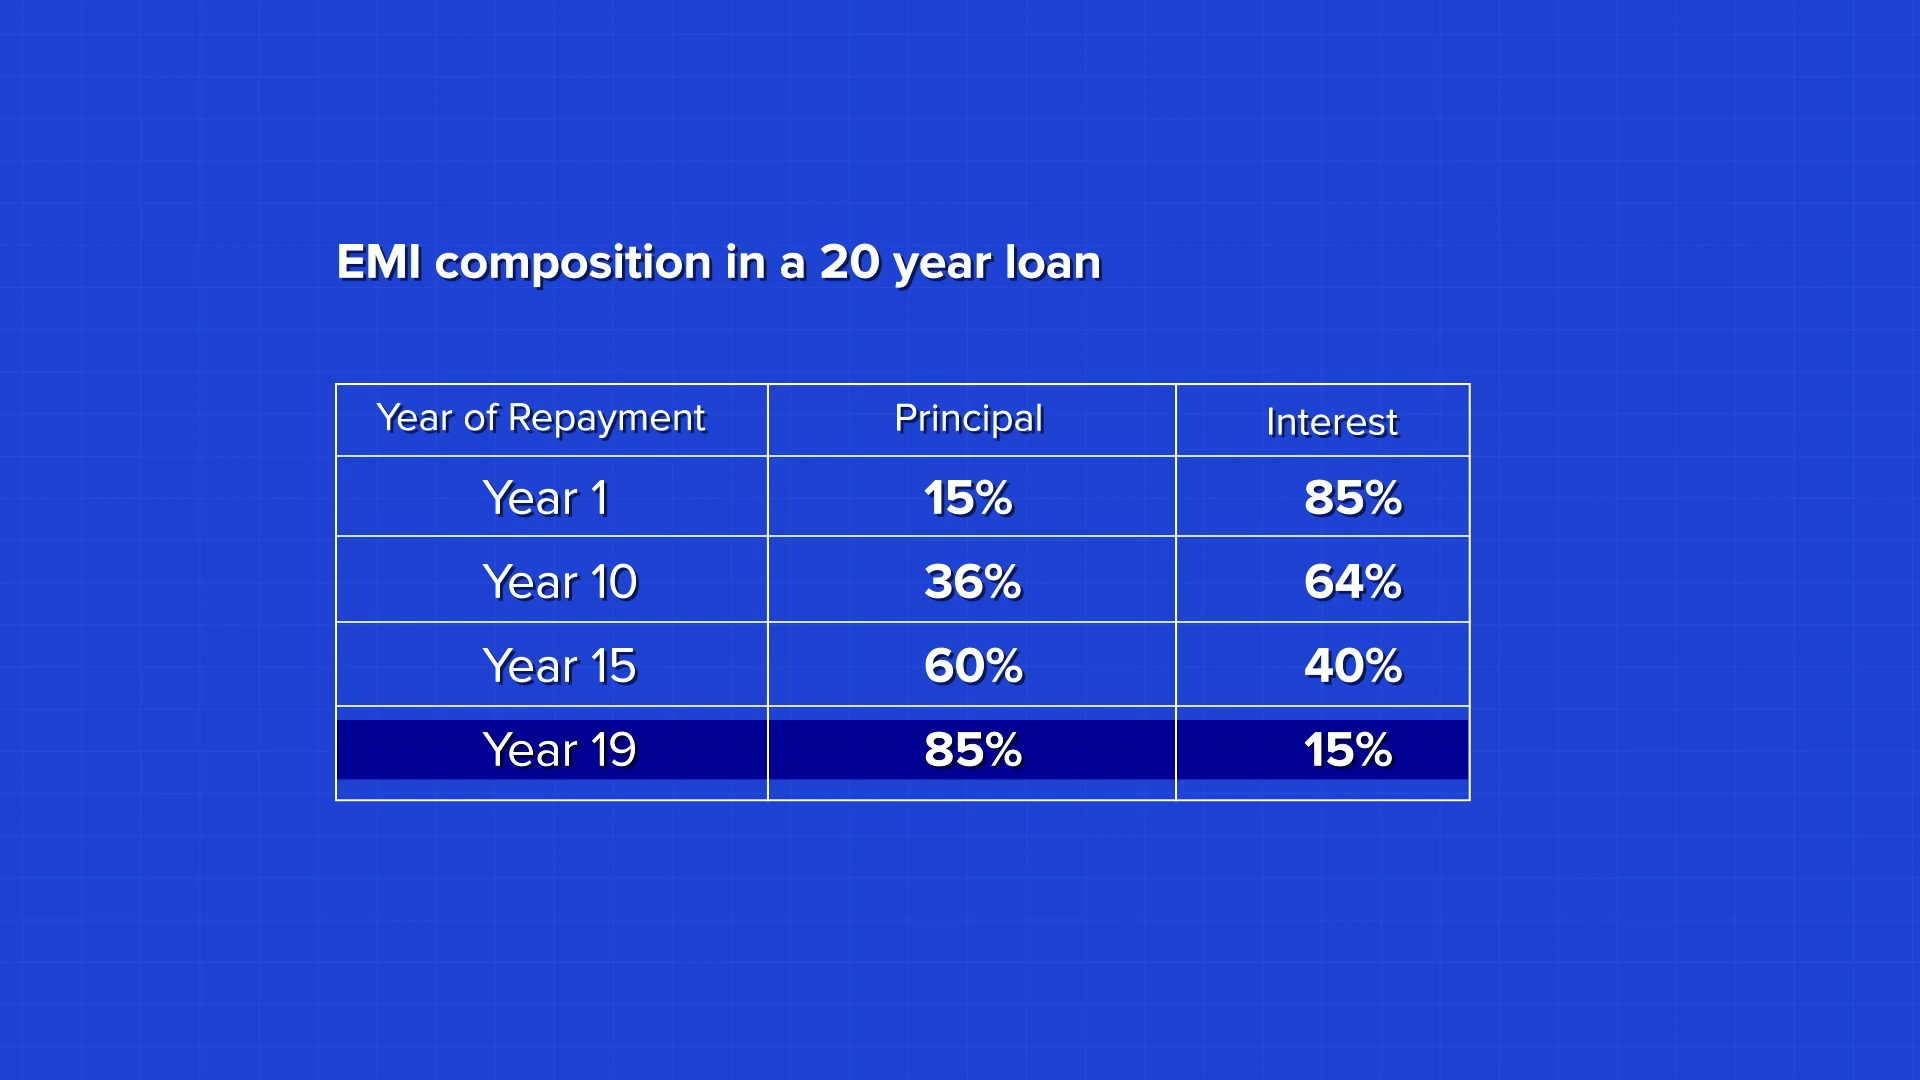 EMI composition in a 20 year loan
Year of Repayment Principal Interest
Year 1 15% 85%
Year 10 36% 64%
Year 15 60% 40%
Year 19 85% 15%